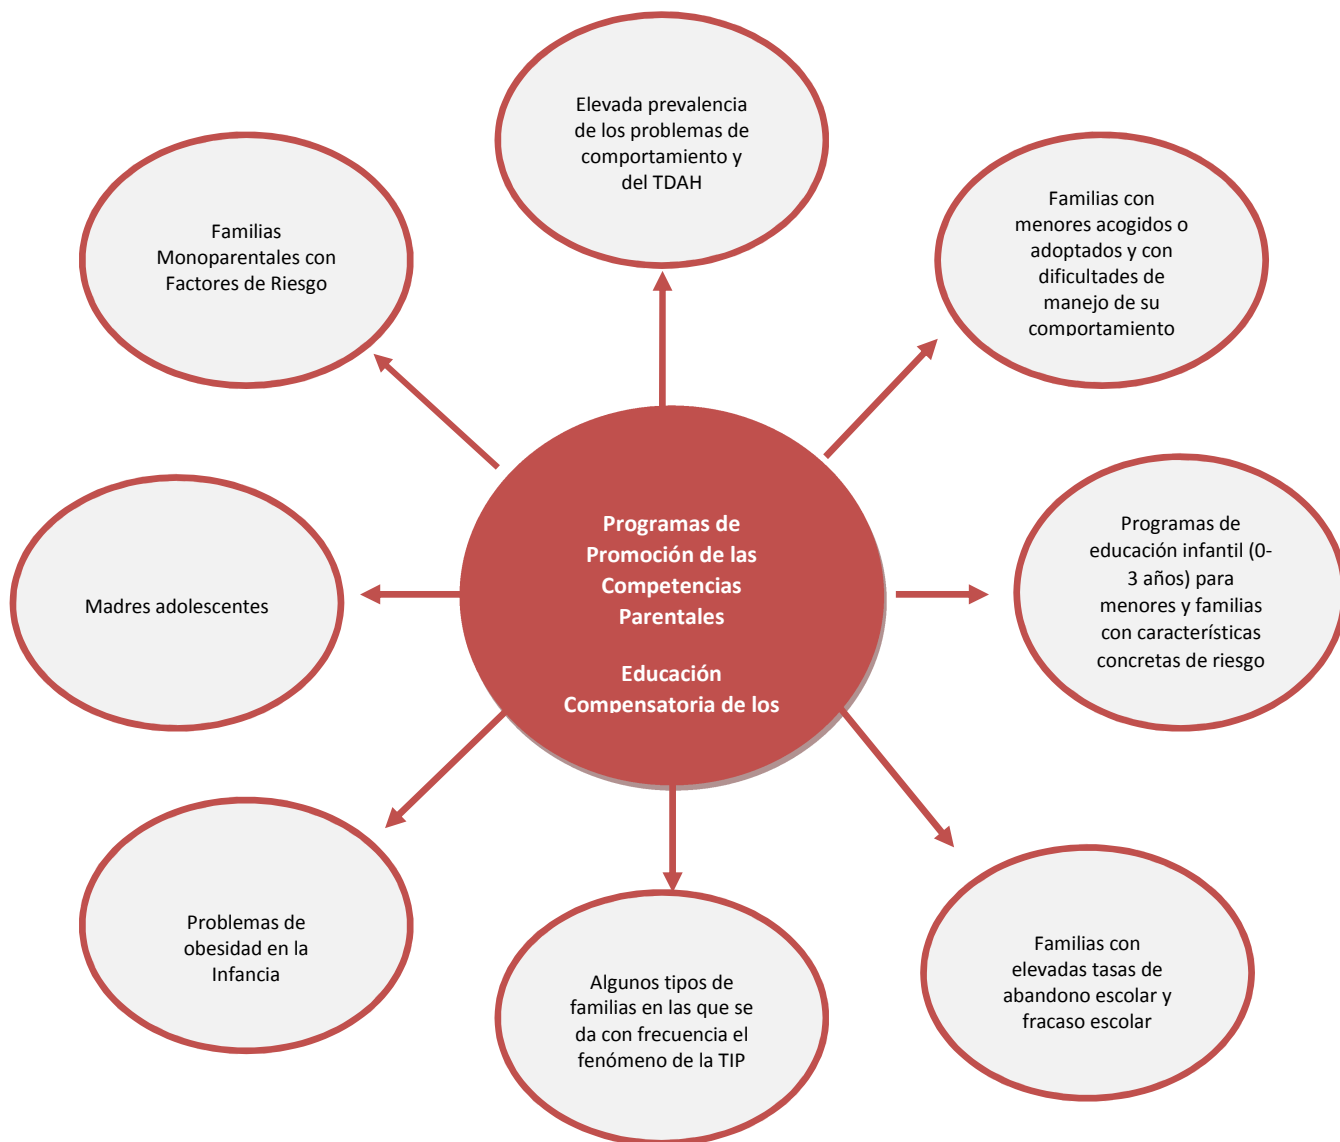 Elevada prevalencia
de los problemas de
comportamiento y
del TDAH
Familias
Monoparentales con
Factores de Riesgo
Familias con
menores acogidos o
adoptados y con
dificultades de
manejo de su
comportamiento
Programas de
Promoción de las
Competencias
Parentales
Educación
Compensatoria de los
Madres adolescentes
Programas de
educación infantil (0-
3 años) para
menores y familias
con características
concretas de riesgo
Problemas de
obesidad en la
Infancia
Algunos tipos de
familias en las que se
da con frecuencia el
fenómeno de la TIP
Familias con
elevadas tasas de
abandono escolar y
fracaso escolar